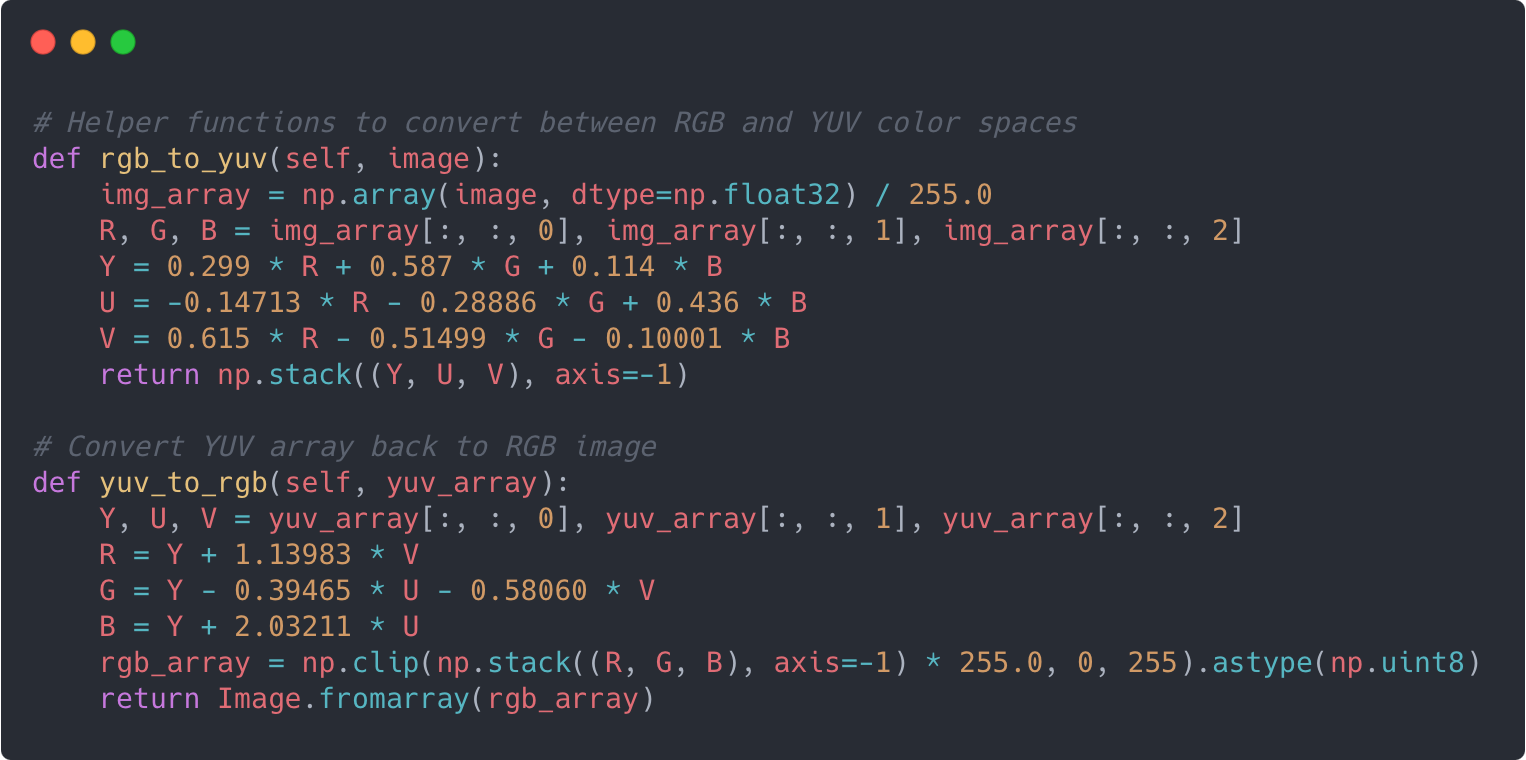 # Helper functions to convert between RGB and YUV color spaces
def rgb_to_yuv(self, image):
    img_array = np.array(image, dtype=np.float32) / 255.0
    R, G, B = img_array[:, :, 0], img_array[:, :, 1], img_array[:, :, 2]
    Y = 0.299 * R + 0.587 * G + 0.114 * B
    U = -0.14713 * R - 0.28886 * G + 0.436 * B
    V = 0.615 * R - 0.51499 * G - 0.10001 * B
    return np.stack((Y, U, V), axis=-1)

# Convert YUV array back to RGB image
def yuv_to_rgb(self, yuv_array):
    Y, U, V = yuv_array[:, :, 0], yuv_array[:, :, 1], yuv_array[:, :, 2]
    R = Y + 1.13983 * V
    G = Y - 0.39465 * U - 0.58060 * V
    B = Y + 2.03211 * U
    rgb_array = np.clip(np.stack((R, G, B), axis=-1) * 255.0, 0, 255).astype(np.uint8)
    return Image.fromarray(rgb_array)